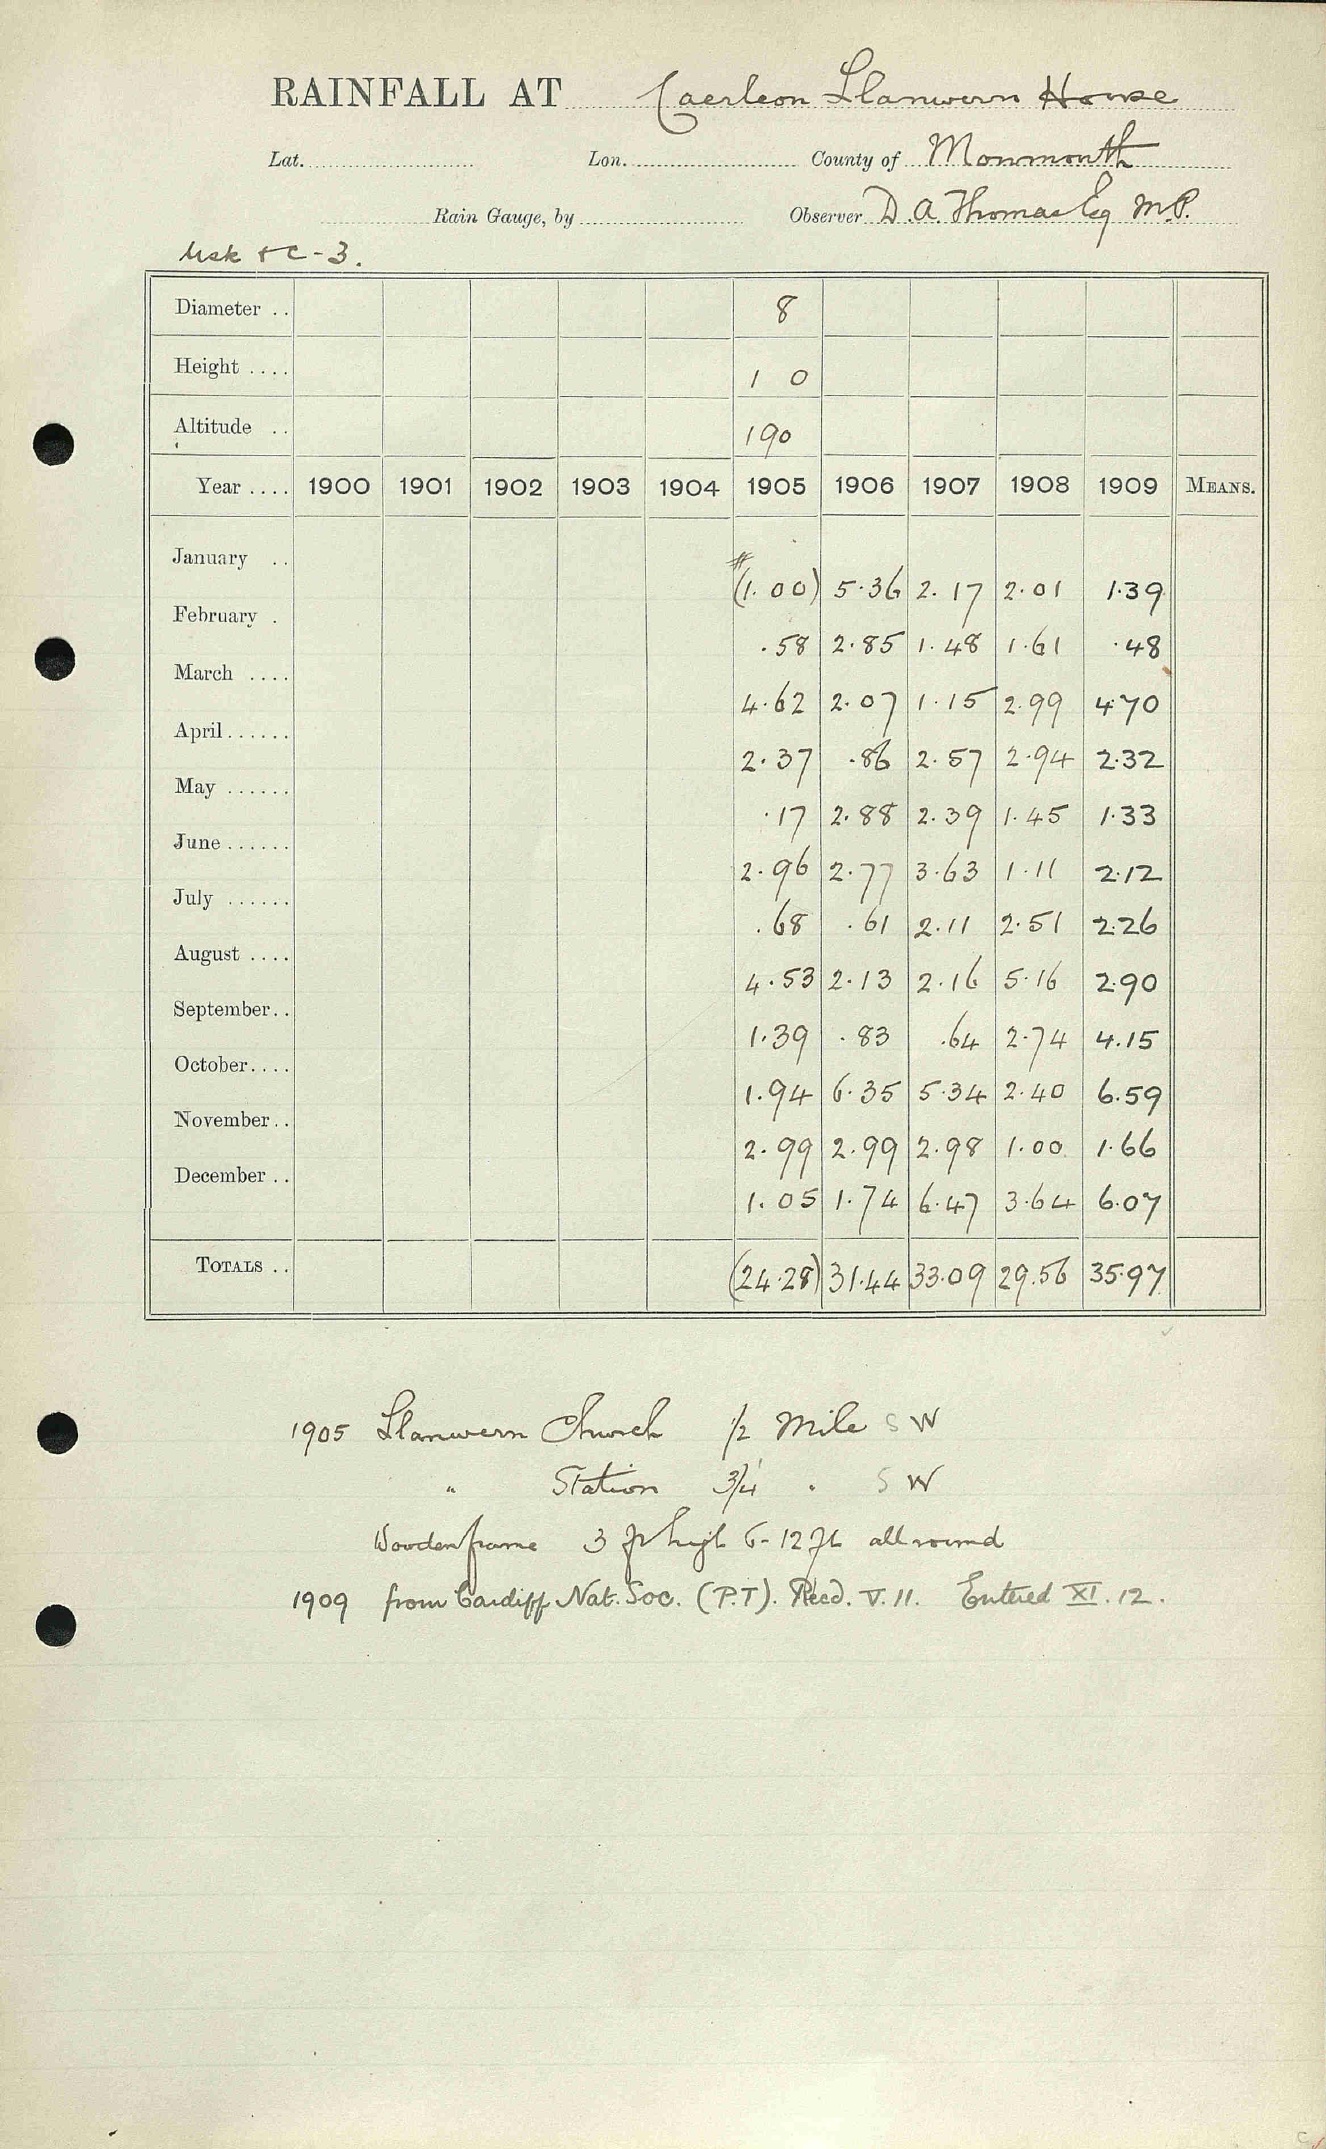 RAINFALL AT Caerleon Llanwern House
Lat. Lon. County of Monmouth
Rain Gauge, by Observer D. A. Thomas Esq M.P.
Usk &c - 3.
Diameter .. 8
Height .... 1 0
Altitude .. 190
Year .... 1900 1901 1902 1903 1904 1905 1906 1907 1908 1909 MEANS.
January .. # (1.00) 5.36 2.17 2.01 1.39
February . .58 2.85 1.48 1.61 .48
March .... 4.62 2.07 1.15 2.99 4.70
April...... 2.37 .86 2.57 2.94 2.32
May ...... .17 2.88 2.39 1.45 1.33
June...... 2.96 2.77 3.63 1.11 2.12
July ...... .68 .61 2.11 2.51 2.26
August .... 4.53 2.13 2.16 5.16 2.90
September.. 1.39 .83 .64 2.74 4.15
October.... 1.94 6.35 5.34 2.40 6.59
November.. 2.99 2.99 2.98 1.00 1.66
December .. 1.05 1.74 6.47 3.64 6.07
TOTALS .. (24.28) 31.44 33.09 29.56 35.97
1905 Llanwern Church 1/2 Mile S W
" Station 3/4 " S W
Wooden frame 3 ft high 6-12 ft all round
1909 from Cardiff Nat. Soc. (P.T). Recd. V. 11. Entered XI. 12.